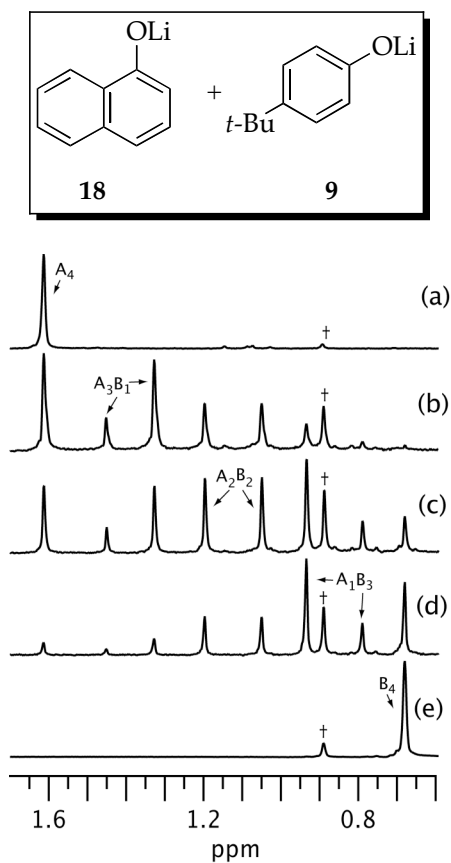 OLi
OLi
+
t-Bu
18
9
A4
(a)
†
A3B1
†
(b)
A2B2
†
(c)
A1B3
†
(d)
B4
(e)
†
1.6
1.2
0.8
ppm